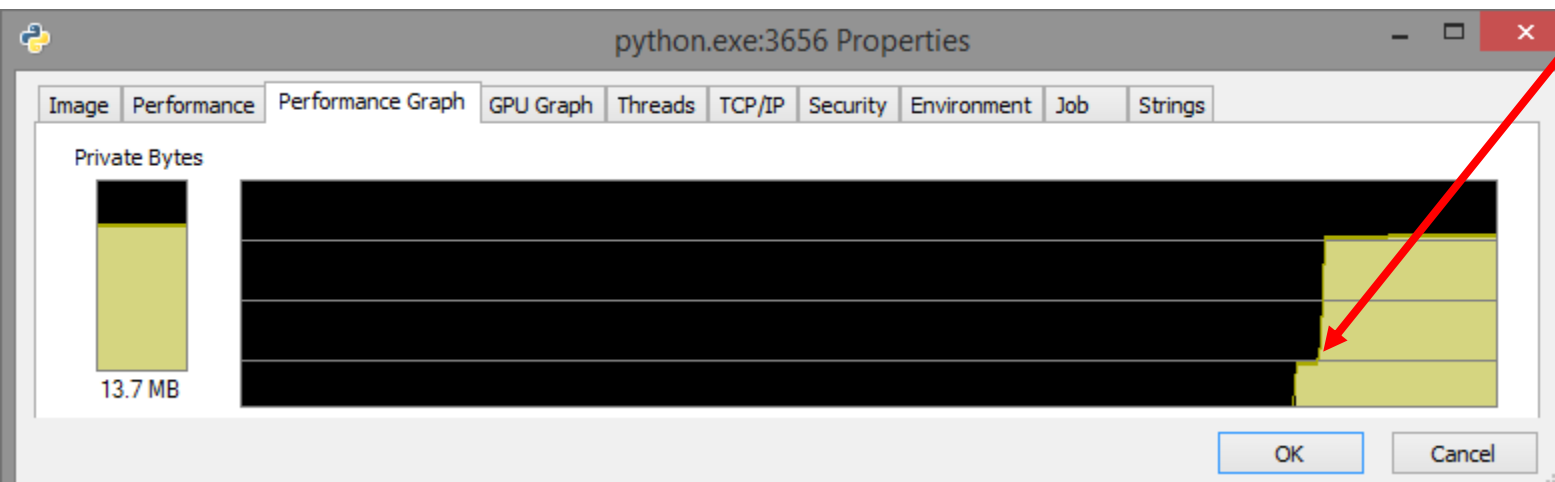 python.exe:3656 Properties
Image Performance Performance Graph GPU Graph Threads TCP/IP Security Environment Job Strings
Private Bytes
13.7 MB
OK Cancel